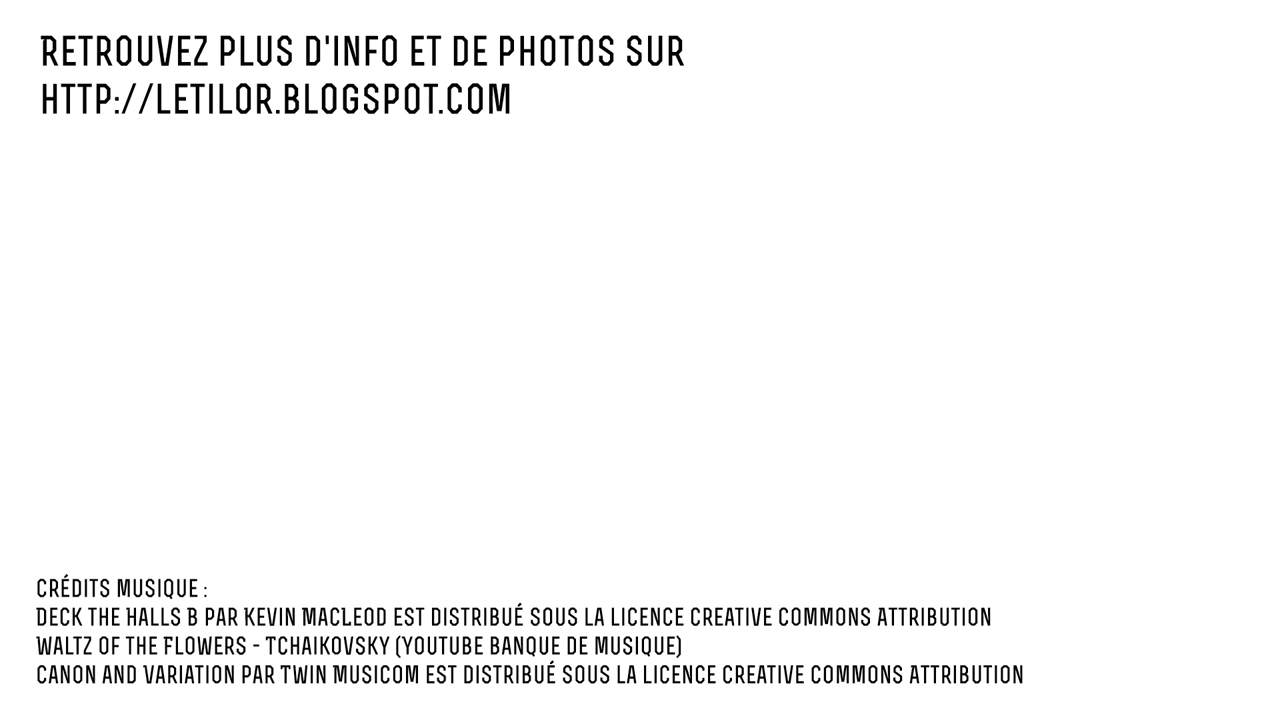 RETROUVEZ PLUS D'INFO ET DE PHOTOS SUR
HTTP://LETILOR.BLOGSPOT.COM
CRÉDITS MUSIQUE :
DECK THE HALLS B PAR KEVIN MACLEOD EST DISTRIBUÉ SOUS LA LICENCE CREATIVE COMMONS ATTRIBUTION
WALTZ OF THE FLOWERS - TCHAIKOVSKY (YOUTUBE BANQUE DE MUSIQUE)
CANON AND VARIATION PAR TWIN MUSICOM EST DISTRIBUÉ SOUS LA LICENCE CREATIVE COMMONS ATTRIBUTION